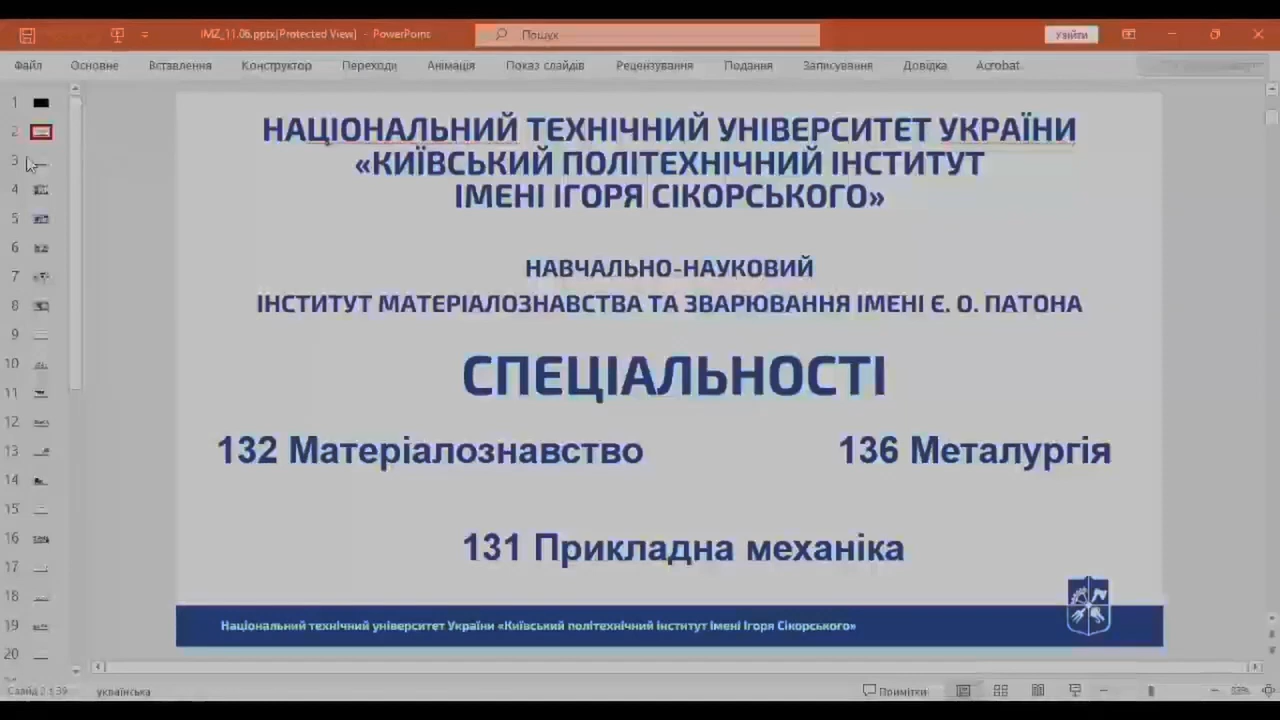 IMZ_11.06.pptx[Protected View] - PowerPoint
Пошук
Увійти
Файл Основне Вставлення Конструктор Переходи Анімація Показ слайдів Рецензування Подання Записування Довідка Acrobat
1
2
3
4
5
6
7
8
9
10
11
12
13
14
15
16
17
18
19
20
НАЦІОНАЛЬНИЙ ТЕХНІЧНИЙ УНІВЕРСИТЕТ УКРАЇНИ
«КИЇВСЬКИЙ ПОЛІТЕХНІЧНИЙ ІНСТИТУТ
ІМЕНІ ІГОРЯ СІКОРСЬКОГО»
НАВЧАЛЬНО-НАУКОВИЙ
ІНСТИТУТ МАТЕРІАЛОЗНАВСТВА ТА ЗВАРЮВАННЯ ІМЕНІ Є. О. ПАТОНА
СПЕЦІАЛЬНОСТІ
132 Матеріалознавство 136 Металургія
131 Прикладна механіка
Національний технічний університет України «Київський політехнічний інститут імені Ігоря Сікорського»
Слайд 2 з 39 українська Примітки